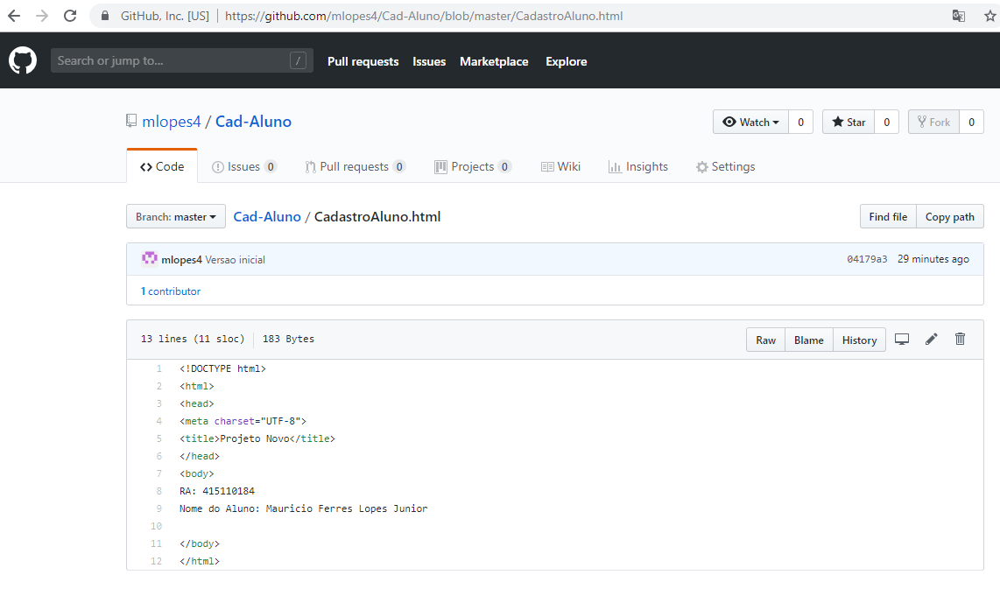 GitHub, Inc. [US] | https://github.com/mlopes4/Cad-Aluno/blob/master/CadastroAluno.html
Search or jump to... / Pull requests Issues Marketplace Explore
mlopes4 / Cad-Aluno Watch 0 Star 0 Fork 0
<> Code Issues 0 Pull requests 0 Projects 0 Wiki Insights Settings
Branch: master Cad-Aluno / CadastroAluno.html Find file Copy path
mlopes4 Versao inicial 04179a3 29 minutes ago
1 contributor
13 lines (11 sloc) 183 Bytes Raw Blame History
1 <!DOCTYPE html>
2 <html>
3 <head>
4 <meta charset="UTF-8">
5 <title>Projeto Novo</title>
6 </head>
7 <body>
8 RA: 415110184
9 Nome do Aluno: Mauricio Ferres Lopes Junior
10
11 </body>
12 </html>